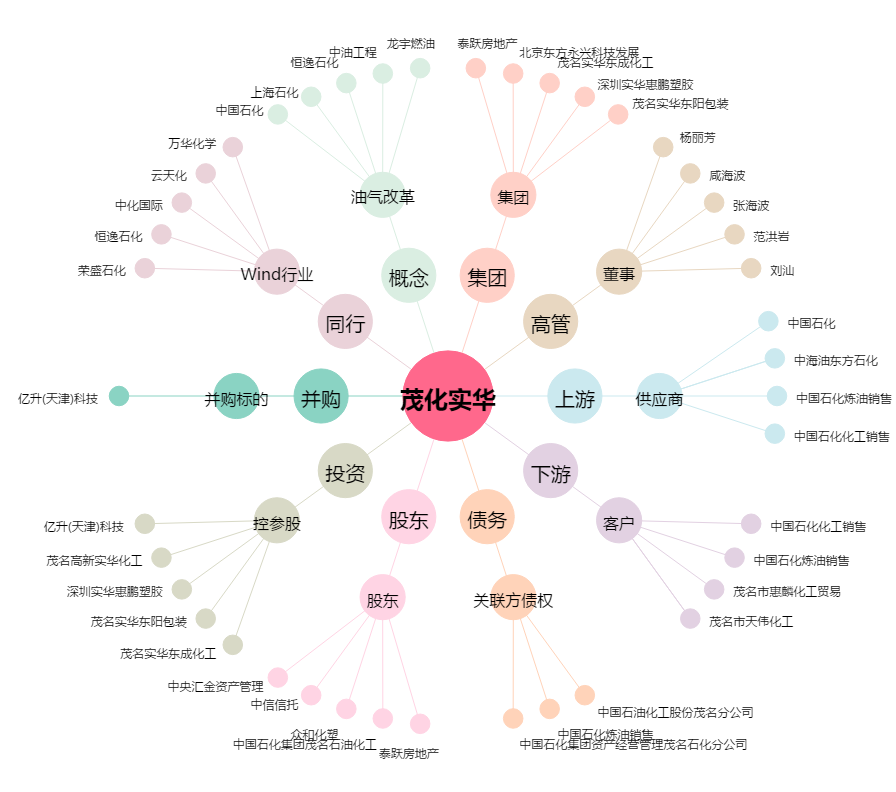 龙宇燃油
中油工程
恒逸石化
上海石化
中国石化
油气改革
概念
泰跃房地产
北京东方永兴科技发展
茂名实华东成化工
深圳实华惠鹏塑胶
茂名实华东阳包装
集团
集团
万华化学
云天化
中化国际
恒逸石化
荣盛石化
Wind行业
同行
杨丽芳
咸海波
张海波
范洪岩
刘汕
董事
高管
茂化实华
亿升(天津)科技
并购标的
并购
上游
供应商
中国石化
中海油东方石化
中国石化炼油销售
中国石化化工销售
投资
控参股
亿升(天津)科技
茂名高新实华化工
深圳实华惠鹏塑胶
茂名实华东阳包装
茂名实华东成化工
下游
客户
中国石化化工销售
中国石化炼油销售
茂名市惠麟化工贸易
茂名市天伟化工
股东
股东
中央汇金资产管理
中信信托
众和化塑
中国石化集团茂名石油化工
泰跃房地产
债务
关联方债权
中国石油化工股份茂名分公司
中国石化炼油销售
中国石化集团资产经营管理茂名石化分公司